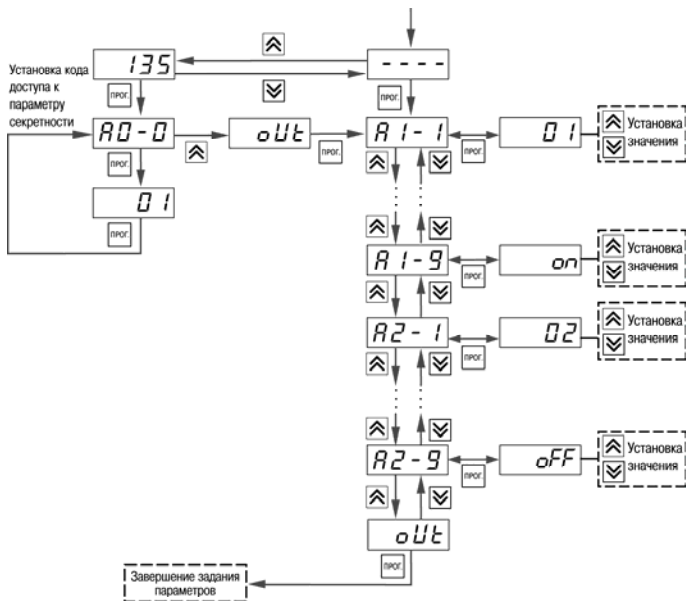 135
- - - -
Установка кода
доступа к
параметру
секретности
ПРОГ.
ПРОГ.
A0-0
oUt
ПРОГ.
A1-1
ПРОГ.
01
Установка
значения
ПРОГ.
01
ПРОГ.
A1-9
ПРОГ.
on
Установка
значения
A2-1
ПРОГ.
02
Установка
значения
A2-9
ПРОГ.
oFF
Установка
значения
oUt
ПРОГ.
Завершение задания
параметров